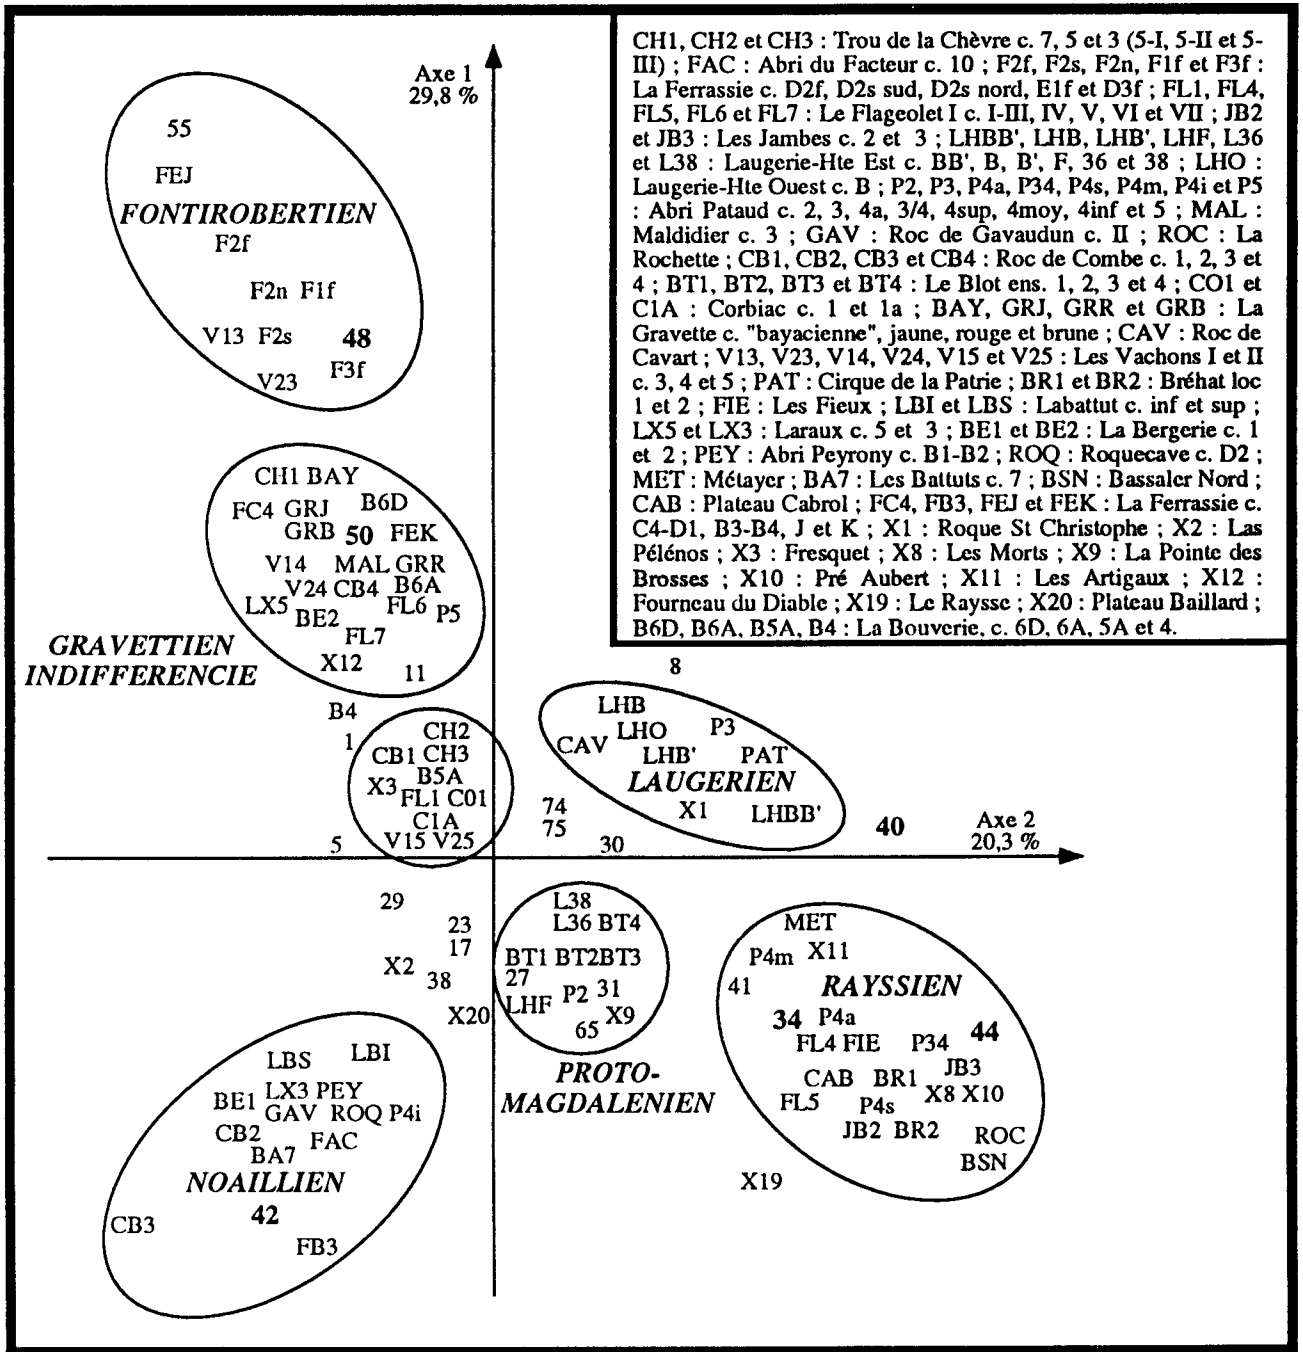 CH1, CH2 et CH3 : Trou de la Chèvre c. 7, 5 et 3 (5-I, 5-II et 5-
III) ; FAC : Abri du Facteur c. 10 ; F2f, F2s, F2n, F1f et F3f :
La Ferrassie c. D2f, D2s sud, D2s nord, E1f et D3f ; FL1, FL4,
FL5, FL6 et FL7 : Le Flageolet I c. I-III, IV, V, VI et VII ; JB2
et JB3 : Les Jambes c. 2 et 3 ; LHBB', LHB, LHB', LHF, L36
et L38 : Laugerie-Hte Est c. BB', B, B', F, 36 et 38 ; LHO :
Laugerie-Hte Ouest c. B ; P2, P3, P4a, P34, P4s, P4m, P4i et P5
: Abri Pataud c. 2, 3, 4a, 3/4, 4sup, 4moy, 4inf et 5 ; MAL :
Maldidier c. 3 ; GAV : Roc de Gavaudun c. II ; ROC : La
Rochette ; CB1, CB2, CB3 et CB4 : Roc de Combe c. 1, 2, 3 et
4 ; BT1, BT2, BT3 et BT4 : Le Blot ens. 1, 2, 3 et 4 ; CO1 et
C1A : Corbiac c. 1 et 1a ; BAY, GRJ, GRR et GRB : La
Gravette c. "bayacienne", jaune, rouge et brune ; CAV : Roc de
Cavart ; V13, V23, V14, V24, V15 et V25 : Les Vachons I et II
c. 3, 4 et 5 ; PAT : Cirque de la Patrie ; BR1 et BR2 : Bréhat loc
1 et 2 ; FIE : Les Fieux ; LBI et LBS : Labattut c. inf et sup ;
LX5 et LX3 : Laraux c. 5 et 3 ; BE1 et BE2 : La Bergerie c. 1
et 2 ; PEY : Abri Peyrony c. B1-B2 ; ROQ : Roquecave c. D2 ;
MET : Métayer ; BA7 : Les Battuts c. 7 ; BSN : Bassaler Nord ;
CAB : Plateau Cabrol ; FC4, FB3, FEJ et FEK : La Ferrassie c.
C4-D1, B3-B4, J et K ; X1 : Roque St Christophe ; X2 : Las
Pélénos ; X3 : Fresquet ; X8 : Les Morts ; X9 : La Pointe des
Brosses ; X10 : Pré Aubert ; X11 : Les Artigaux ; X12 :
Fourneau du Diable ; X19 : Le Raysse ; X20 : Plateau Baillard ;
B6D, B6A, B5A, B4 : La Bouverie, c. 6D, 6A, 5A et 4.
Axe 1
29,8 %
55
FEJ
FONTIROBERTIEN
F2f
F2n F1f
V13 F2s 48
V23 F3f
CH1 BAY
FC4 GRJ B6D
GRB 50 FEK
V14 MAL GRR
V24 CB4 B6A
LX5 BE2 FL6 P5
FL7
X12 11
GRAVETTIEN
INDIFFERENCIE
B4
1
CH2
CB1 CH3
X3 B5A
FL1 C01
C1A
V15 V25
5
8
LHB
LHO P3
CAV LHB' PAT
LAUGERIEN
X1 LHBB'
74
75
30
40
Axe 2
20,3 %
29
23
17
X2
38
X20
L38
L36 BT4
BT1 BT2BT3
27
LHF P2 31
X9
65
PROTO-
MAGDALENIEN
MET
P4m X11
41 RAYSSIEN
34 P4a 44
FL4 FIE P34
JB3
CAB BR1 X8 X10
FL5 P4s
JB2 BR2 ROC
BSN
X19
LBS LBI
LX3 PEY
BE1 GAV ROQ P4i
CB2 FAC
BA7
NOAILLIEN
CB3 42
FB3